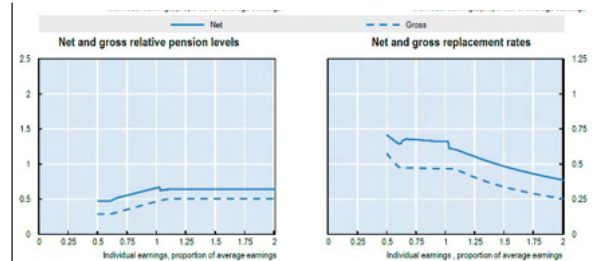 Net
Gross
Net and gross relative pension levels
Net and gross replacement rates
2.5
2
1.5
1
0.5
0
0 0.25 0.5 0.75 1 1.25 1.5 1.75 2
Individual earnings, proportion of average earnings
1.25
1
0.75
0.5
0.25
0
0 0.25 0.5 0.75 1 1.25 1.5 1.75 2
Individual earnings , proportion of average earnings